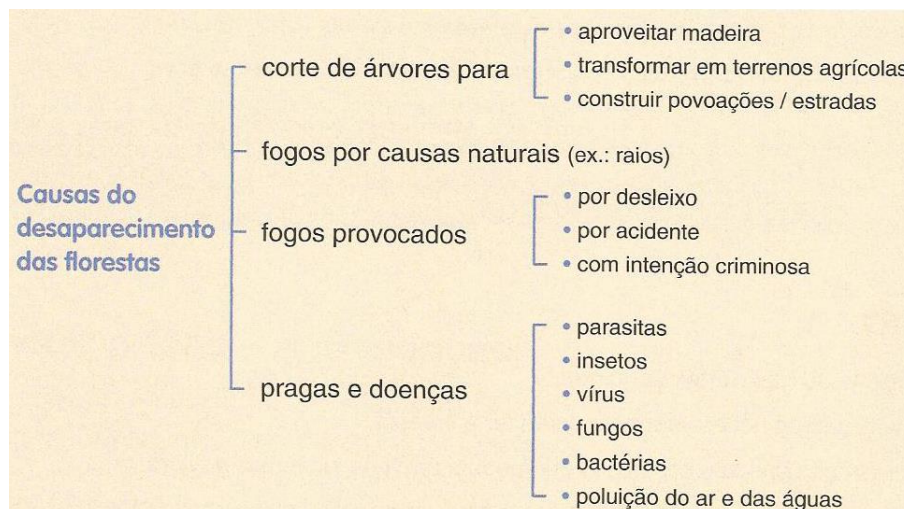 Causas do
desaparecimento
das florestas
corte de árvores para
• aproveitar madeira
• transformar em terrenos agrícolas
• construir povoações / estradas
fogos por causas naturais (ex.: raios)
fogos provocados
• por desleixo
• por acidente
• com intenção criminosa
pragas e doenças
• parasitas
• insetos
• vírus
• fungos
• bactérias
• poluição do ar e das águas